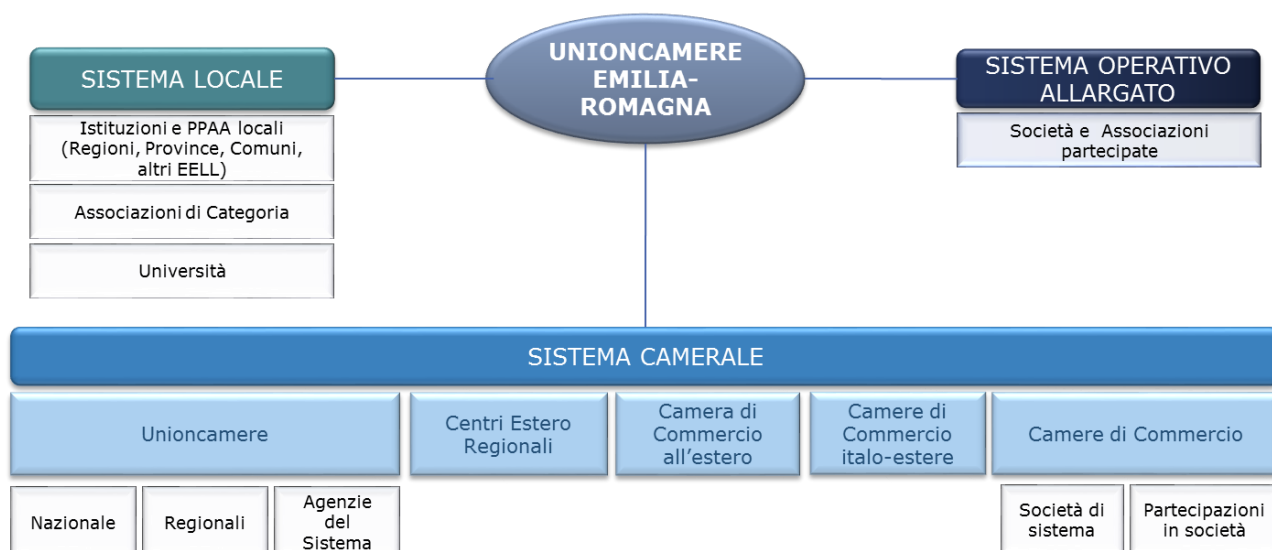 UNIONCAMERE
EMILIA-
ROMAGNA
SISTEMA LOCALE
Istituzioni e PPAA locali
(Regioni, Province, Comuni,
altri EELL)
Associazioni di Categoria
Università
SISTEMA OPERATIVO
ALLARGATO
Società e Associazioni
partecipate
SISTEMA CAMERALE
Unioncamere
Centri Estero
Regionali
Camera di
Commercio
all'estero
Camere di
Commercio
italo-estere
Camere di Commercio
Nazionale
Regionali
Agenzie
del
Sistema
Società di
sistema
Partecipazioni
in società